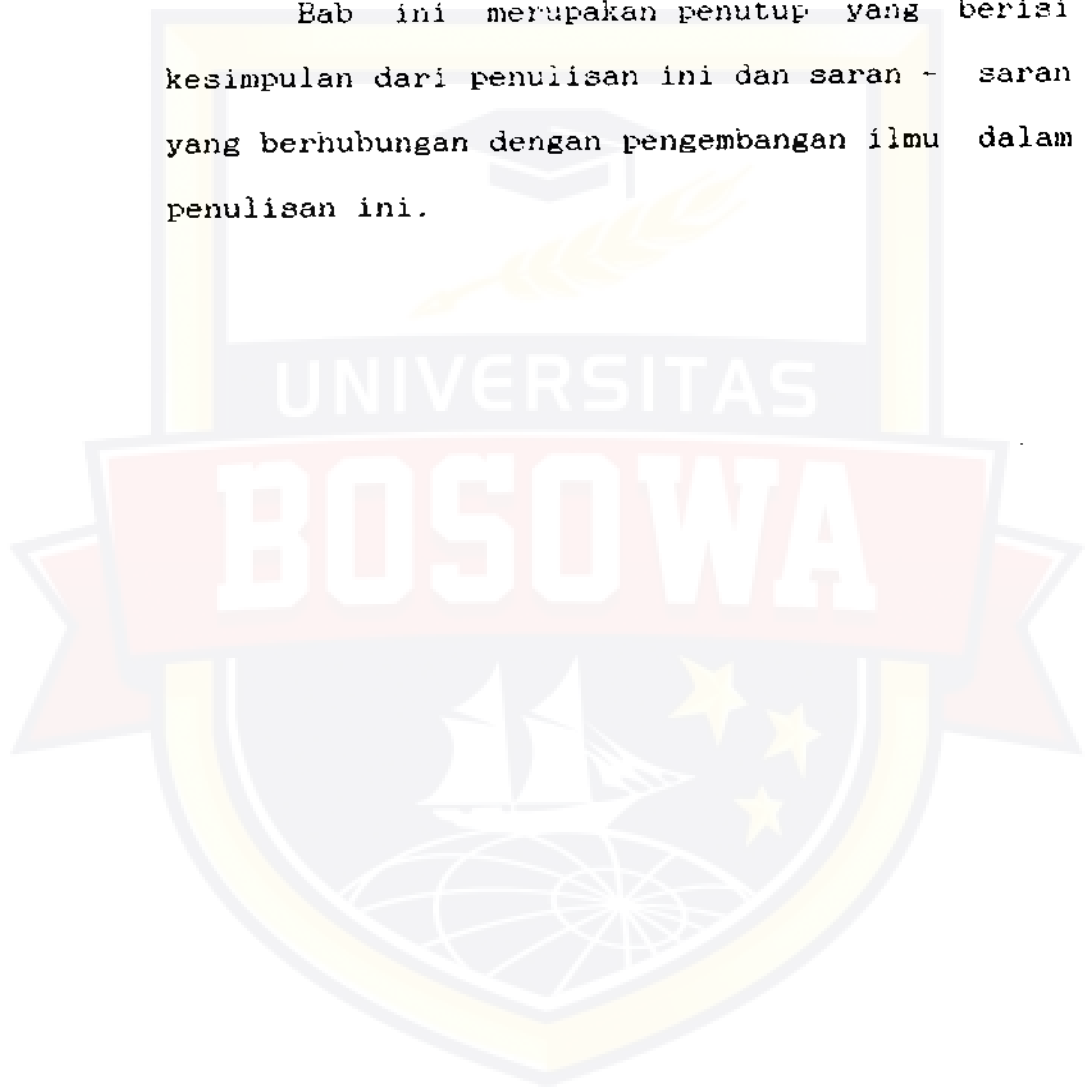 Bab ini merupakan penutup yang berisi
kesimpulan dari penulisan ini dan saran - saran
yang berhubungan dengan pengembangan ilmu dalam
penulisan ini.
UNIVERSITAS
BOSOWA